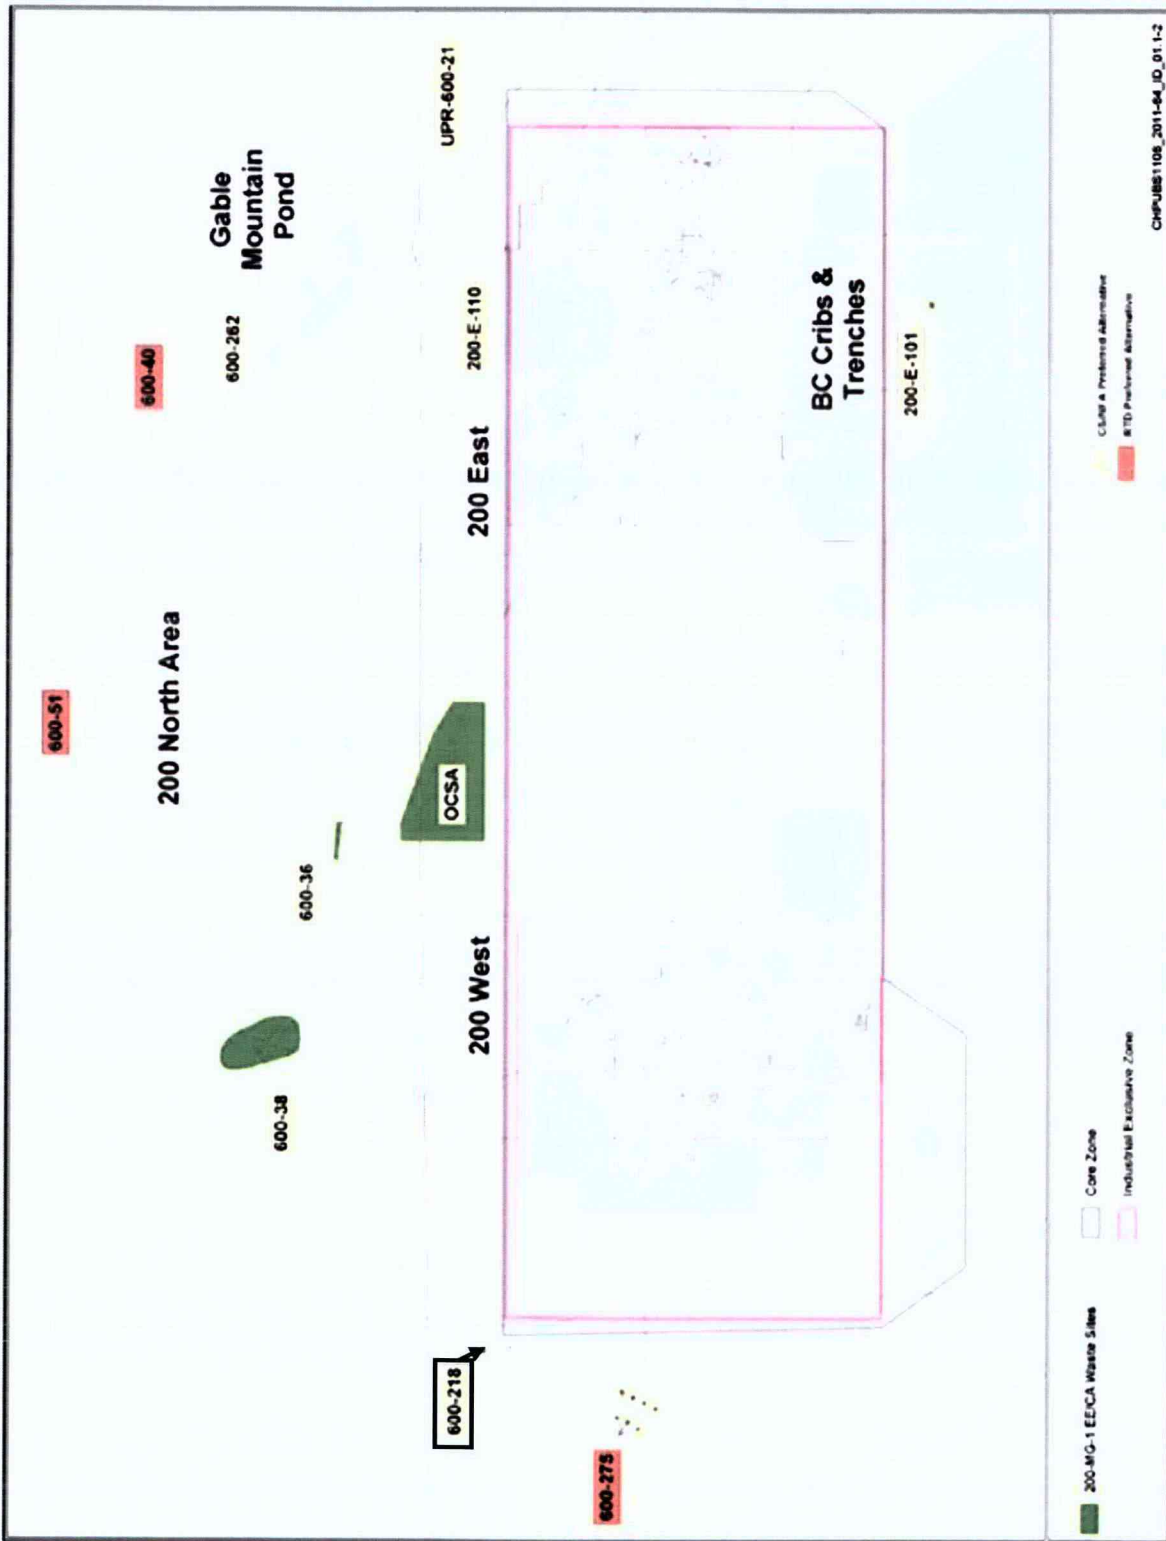 600-51
200 North Area
600-40
600-262
Gable
Mountain
Pond
600-38
600-36
600-218
200 West
OCSA
200 East
200-E-110
UPR-600-21
600-275
BC Cribs &
Trenches
200-E-101
200-MG-1 EE/CA Waste Sites
Core Zone
Industrial Exclusive Zone
Preferred Alternative
RTD Preferred Alternative
CHPUBS1106_2011-64_ID_01.1-2